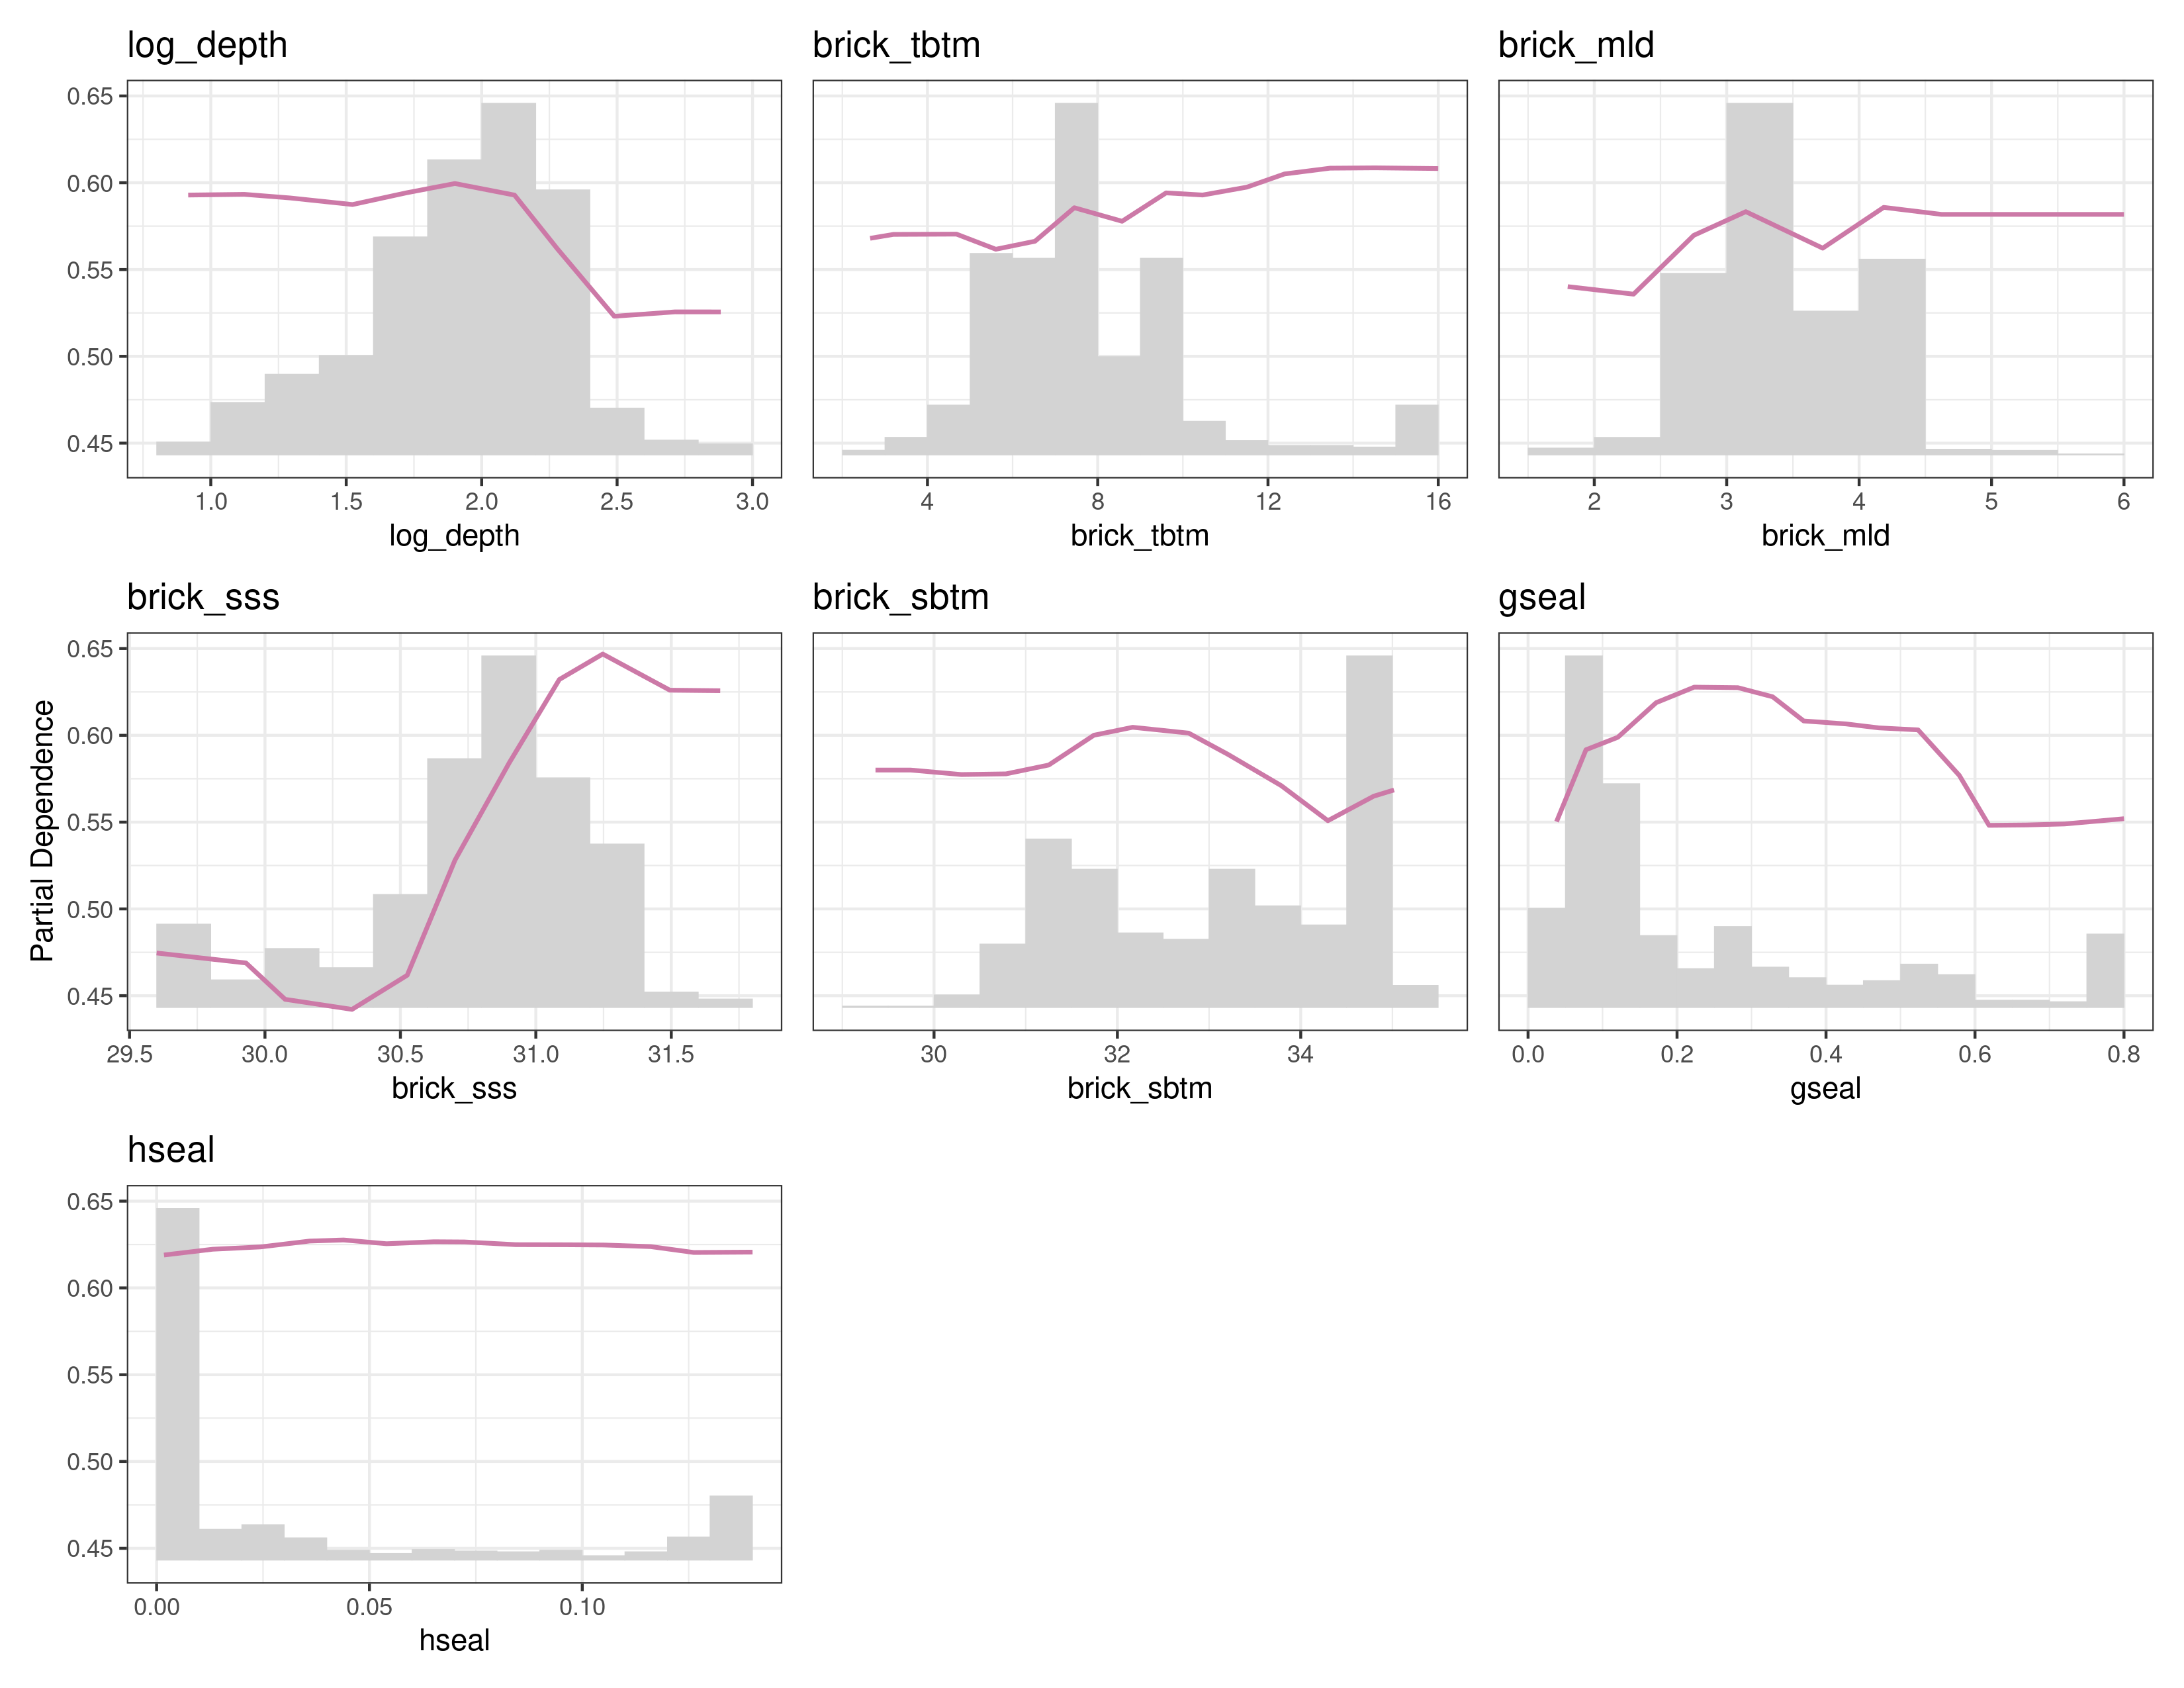 log_depth
brick_tbtm
brick_mld
0.65
0.60
0.55
0.50
0.45
1.0 1.5 2.0 2.5 3.0
4 8 12 16
2 3 4 5 6
log_depth
brick_tbtm
brick_mld
brick_sss
brick_sbtm
gseal
Partial Dependence
0.65
0.60
0.55
0.50
0.45
29.5 30.0 30.5 31.0 31.5
30 32 34
0.0 0.2 0.4 0.6 0.8
brick_sss
brick_sbtm
gseal
hseal
0.65
0.60
0.55
0.50
0.45
0.00 0.05 0.10
hseal